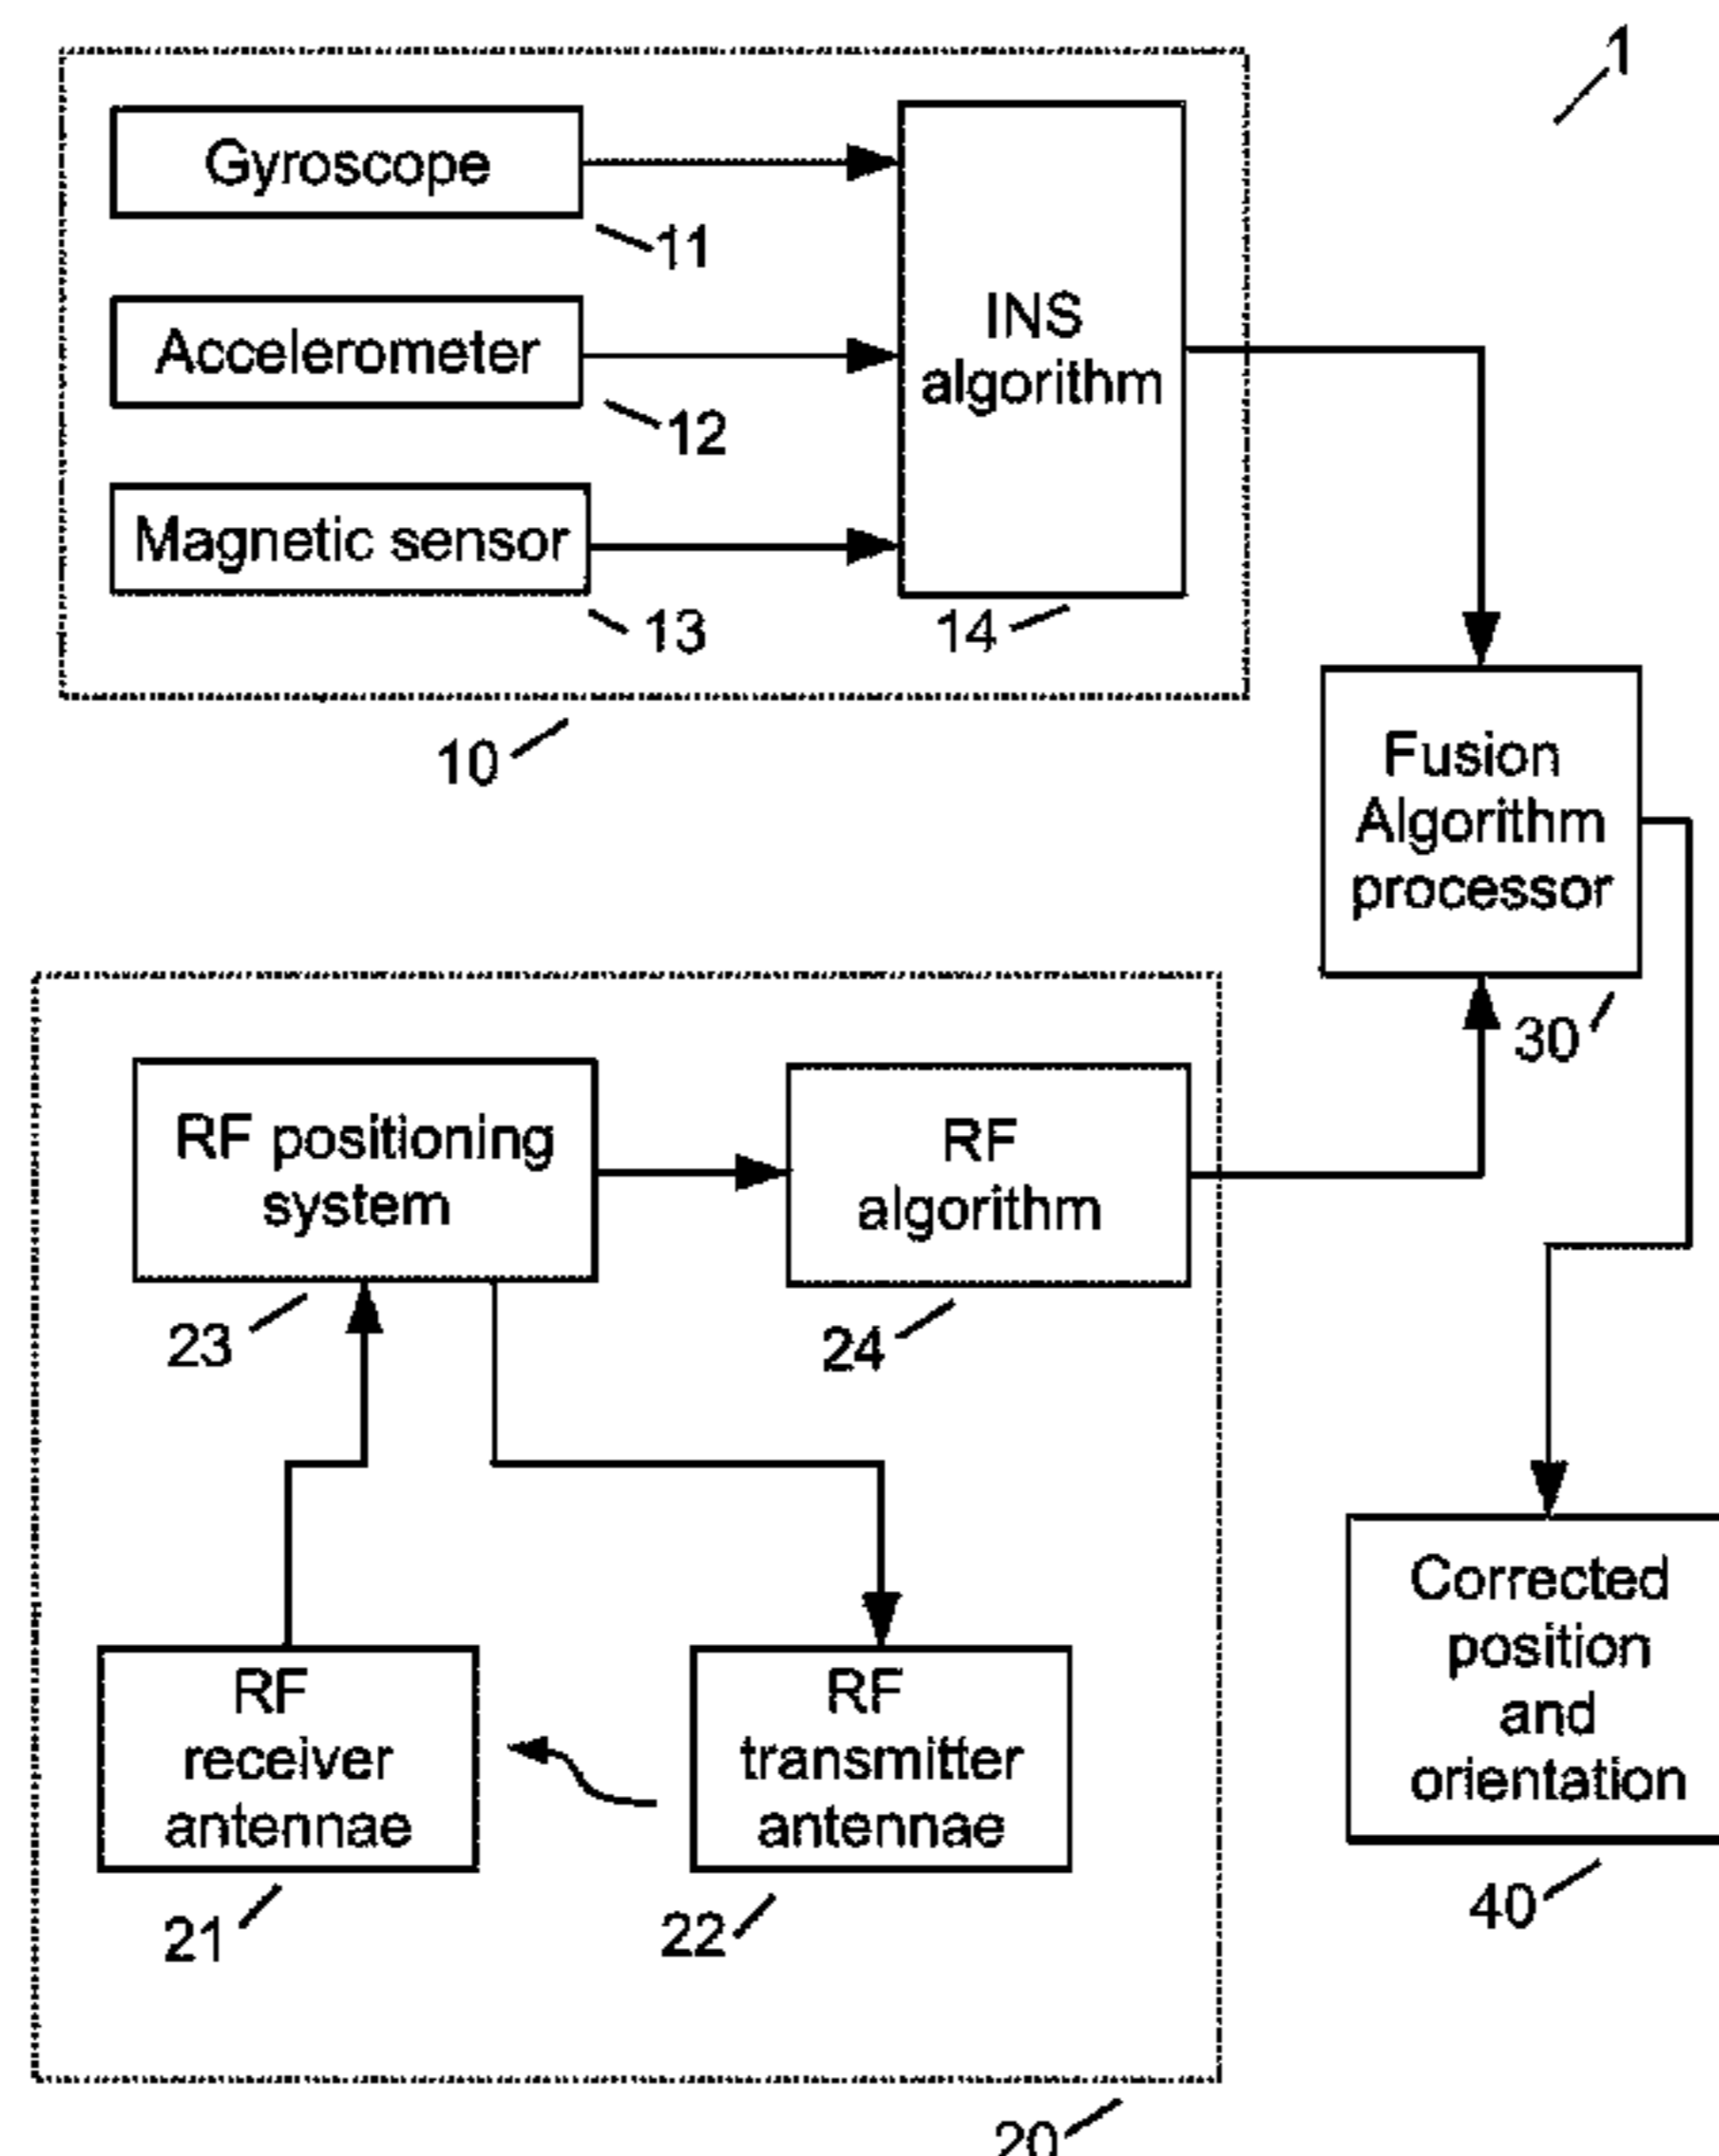 1
Gyroscope
11
Accelerometer
12
Magnetic sensor
13
INS
algorithm
14
10
Fusion
Algorithm
processor
30
RF positioning
system
23
RF
algorithm
24
RF
receiver
antennae
21
RF
transmitter
antennae
22
Corrected
position
and
orientation
40
20